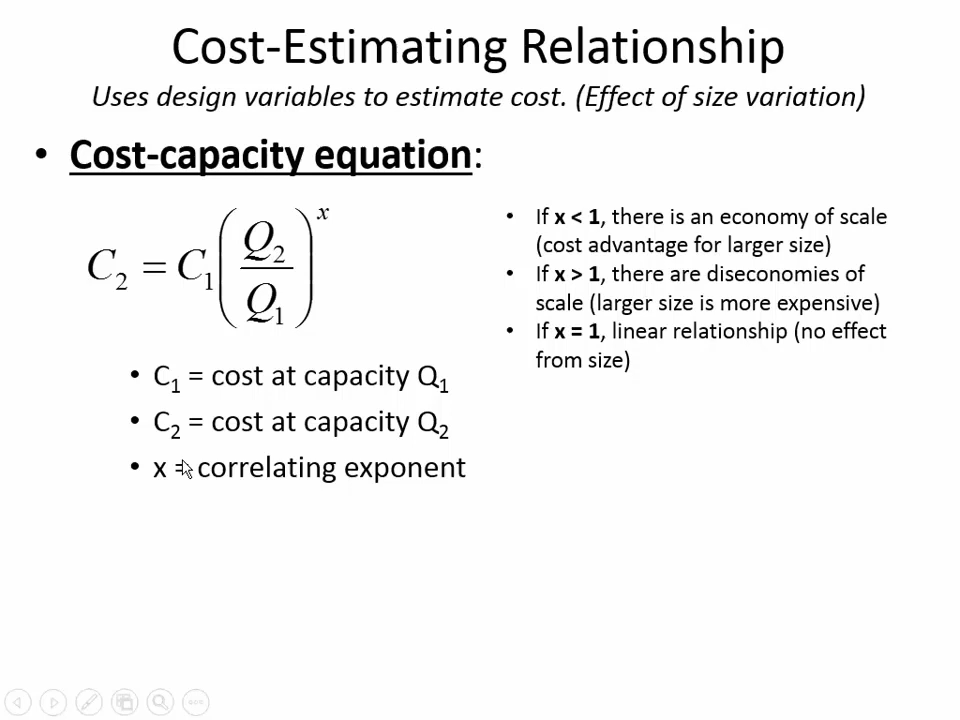 Cost-Estimating Relationship
Uses design variables to estimate cost. (Effect of size variation)
• Cost-capacity equation:
C₂ = C₁(Q₂/Q₁)ˣ
• C₁ = cost at capacity Q₁
• C₂ = cost at capacity Q₂
• x = correlating exponent
• If x < 1, there is an economy of scale
(cost advantage for larger size)
• If x > 1, there are diseconomies of
scale (larger size is more expensive)
• If x = 1, linear relationship (no effect
from size)